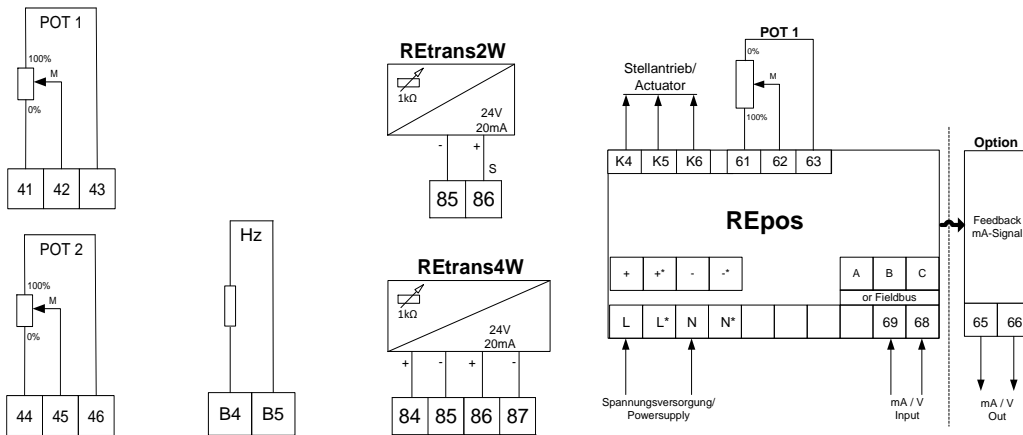 POT 1
100%
M
0%
41 42 43
POT 2
100%
M
0%
44 45 46
Hz
B4 B5
REtrans2W
1kΩ
24V
20mA
- +
S
85 86
REtrans4W
1kΩ
24V
20mA
+ - + -
84 85 86 87
POT 1
0%
Stellantrieb/
Actuator
M
100%
K4 K5 K6 61 62 63
REpos
+ +* - -*
A B C
or Fieldbus
L L* N N* 69 68
Spannungsversorgung/
Powersupply
mA / V
Input
Option
Feedback
mA-Signal
65 66
mA / V
Out